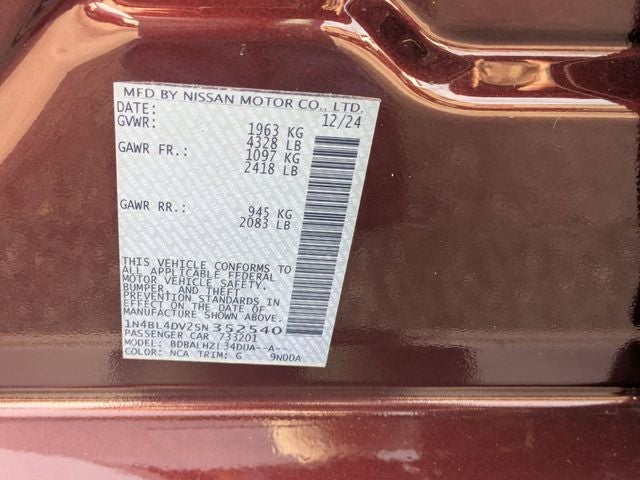 MFD BY NISSAN MOTOR CO., LTD.
DATE: 12/24
GVWR: 1963 KG
4328 LB
GAWR FR.: 1097 KG
2418 LB
GAWR RR.: 945 KG
2083 LB
THIS VEHICLE CONFORMS TO
ALL APPLICABLE FEDERAL
MOTOR VEHICLE SAFETY,
BUMPER, AND THEFT
PREVENTION STANDARDS IN
EFFECT ON THE DATE OF
MANUFACTURE SHOWN ABOVE.
1N4BL4DV2SN352540
PASSENGER CAR 733201
MODEL: BDBALHZL34DUA--A--
COLOR: NCA TRIM: G 9N00A